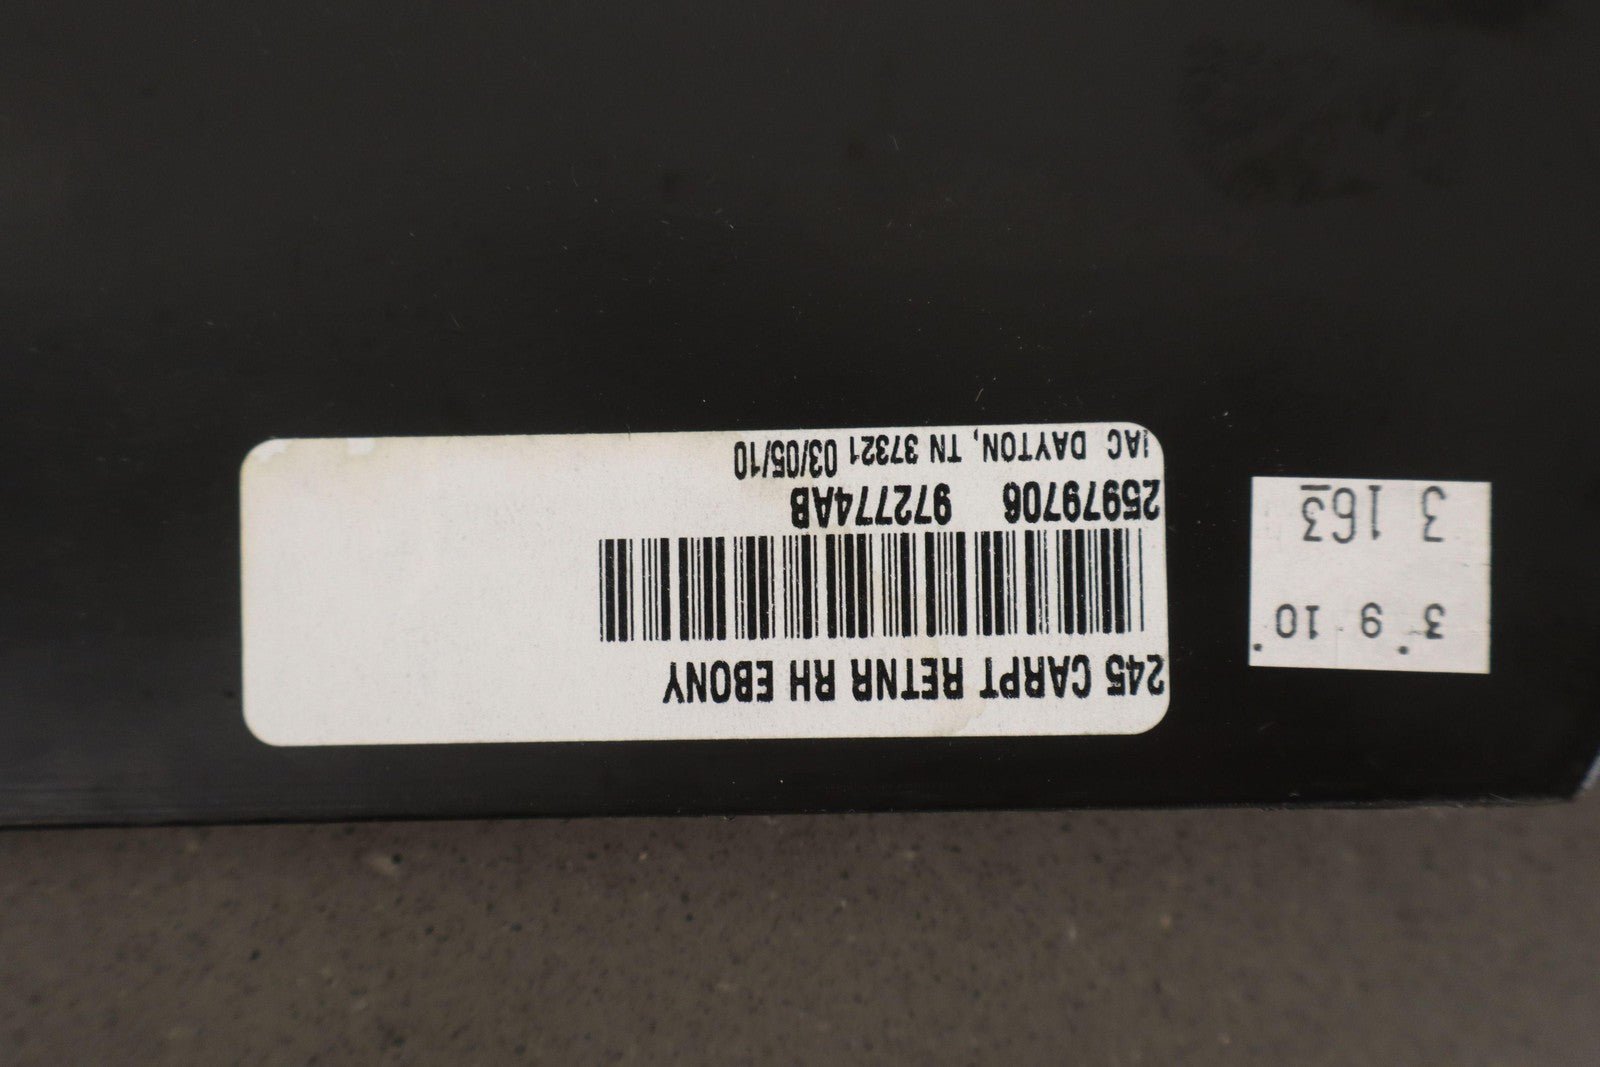 245 CARPT RETNR RH EBONY
25979706 972774AB
IAC DAYTON, TN 37321 03/05/10
3 9 10
3 163